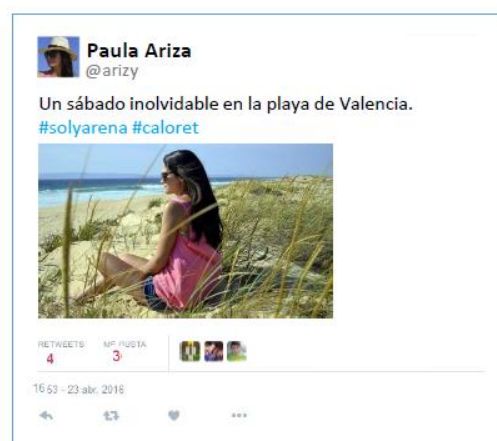 Paula Ariza
@arizy
Un sábado inolvidable en la playa de Valencia.
#solyarena #caloret
RETWEETS ME GUSTA
4 3
16 53 - 23 abr. 2016